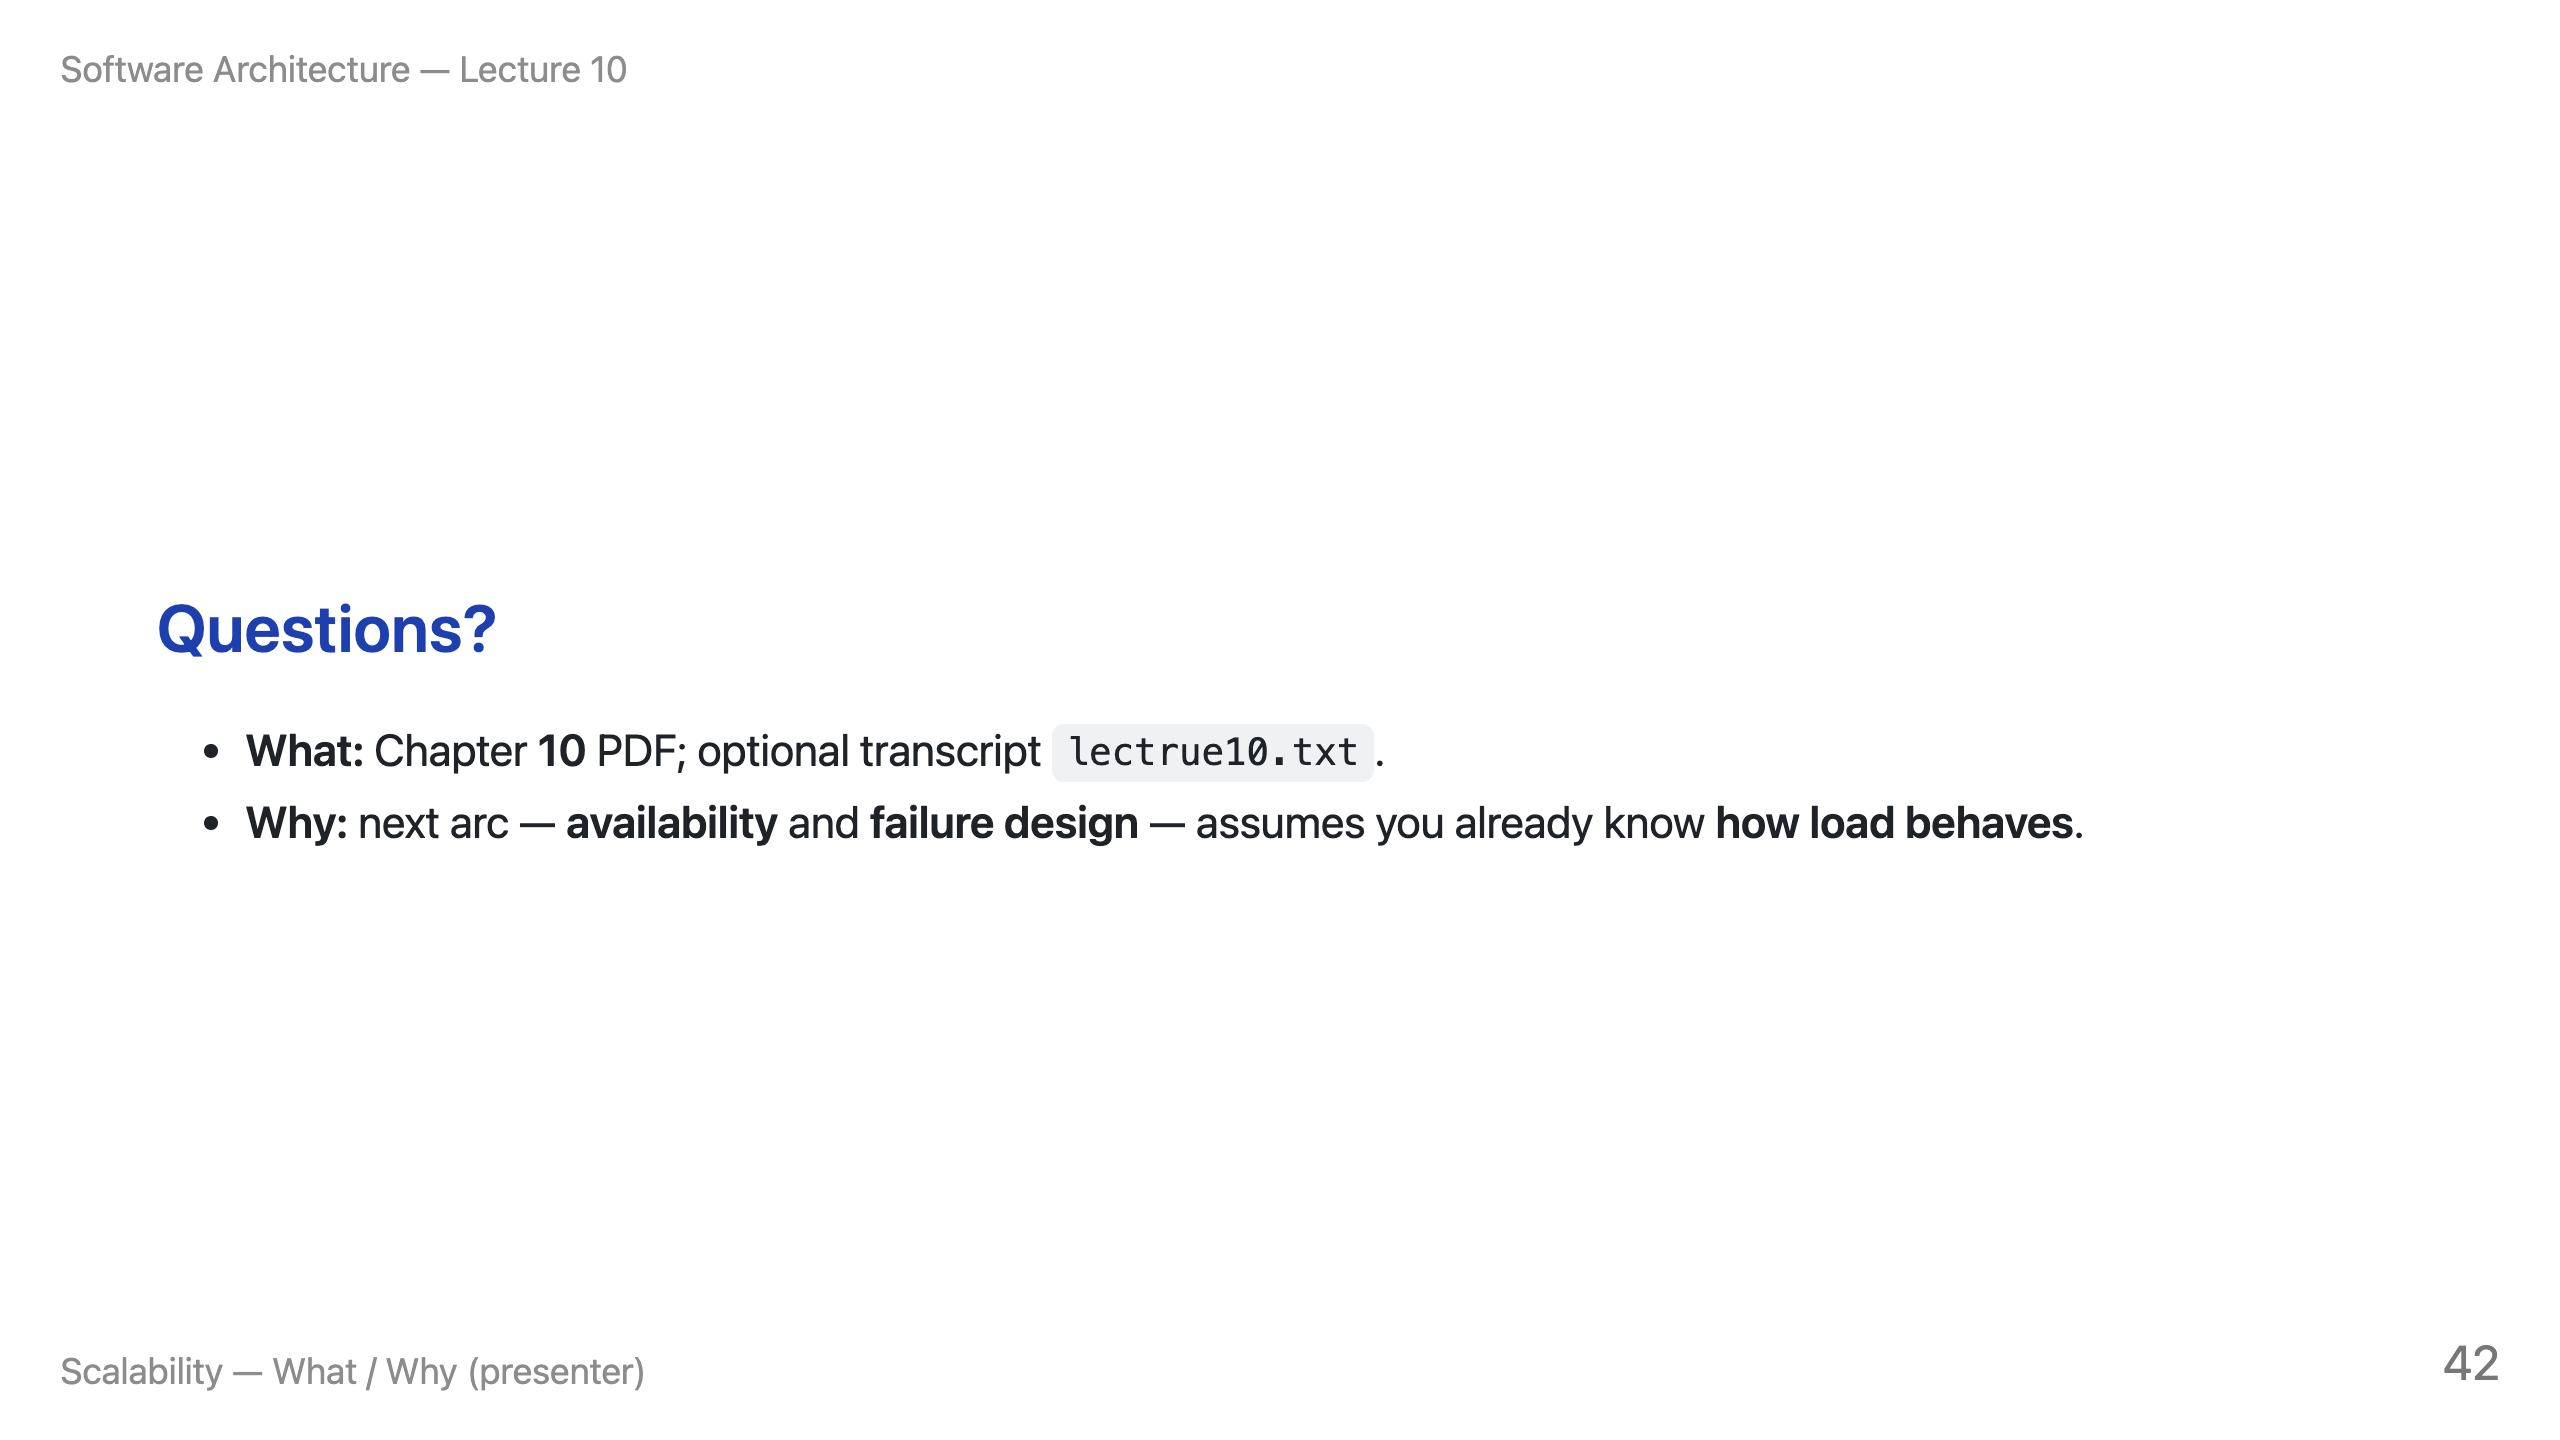 Software Architecture — Lecture 10
Questions?
• What: Chapter 10 PDF; optional transcript lectrue10.txt.
• Why: next arc — availability and failure design — assumes you already know how load behaves.
Scalability — What / Why (presenter)
42